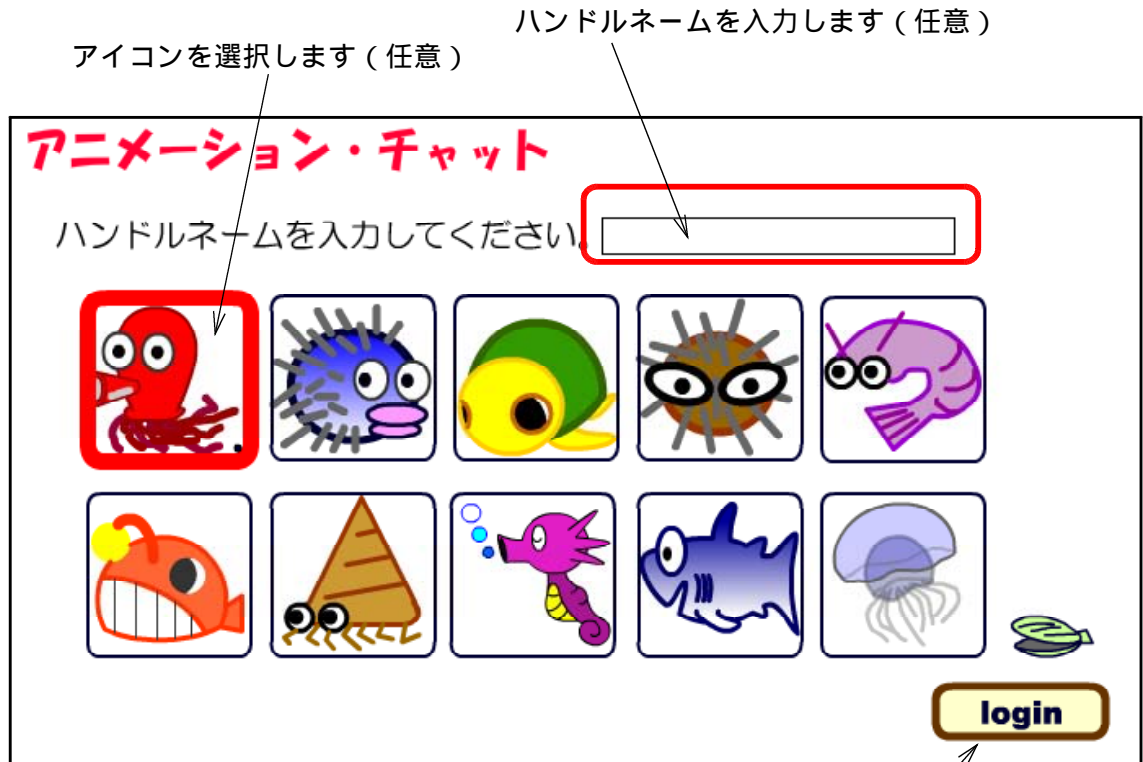 ハンドルネームを入力します（任意）
アイコンを選択します（任意）
アニメーション・チャット
ハンドルネームを入力してください。
login